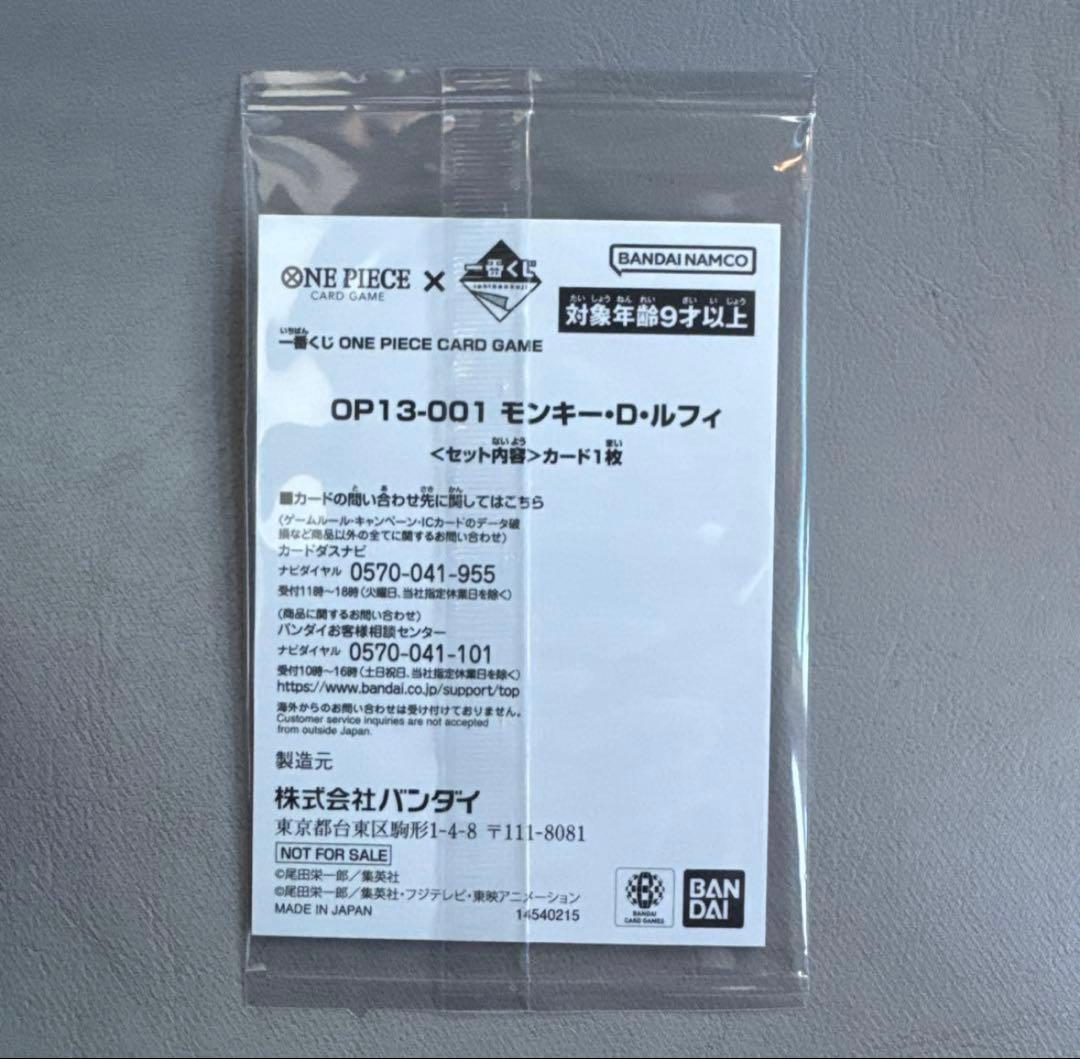 ONE PIECE
CARD GAME
×
一番くじ
ichibankuji
BANDAI NAMCO
たいしょうねんれい さいいじょう
対象年齢9才以上
いちばん
一番くじ ONE PIECE CARD GAME
OP13-001 モンキー・D・ルフィ
ないよう まい
<セット内容>カード1枚
と あ さき かん
■カードの問い合わせ先に関してはこちら
(ゲームルール・キャンペーン・ICカードのデータ破
損など商品以外の全てに関するお問い合わせ)
カードダスナビ
ナビダイヤル 0570-041-955
受付11時~18時(火曜日、当社指定休業日を除く)
(商品に関するお問い合わせ)
バンダイお客様相談センター
ナビダイヤル 0570-041-101
受付10時~16時(土日祝日、当社指定休業日を除く)
https://www.bandai.co.jp/support/top
海外からのお問い合わせは受け付けておりません。
Customer service inquiries are not accepted
from outside Japan.
製造元
株式会社バンダイ
東京都台東区駒形1-4-8 〒111-8081
NOT FOR SALE
©尾田栄一郎/集英社
©尾田栄一郎/集英社・フジテレビ・東映アニメーション
MADE IN JAPAN 14540215
BANDAI
CARD GAMES
BAN
DAI